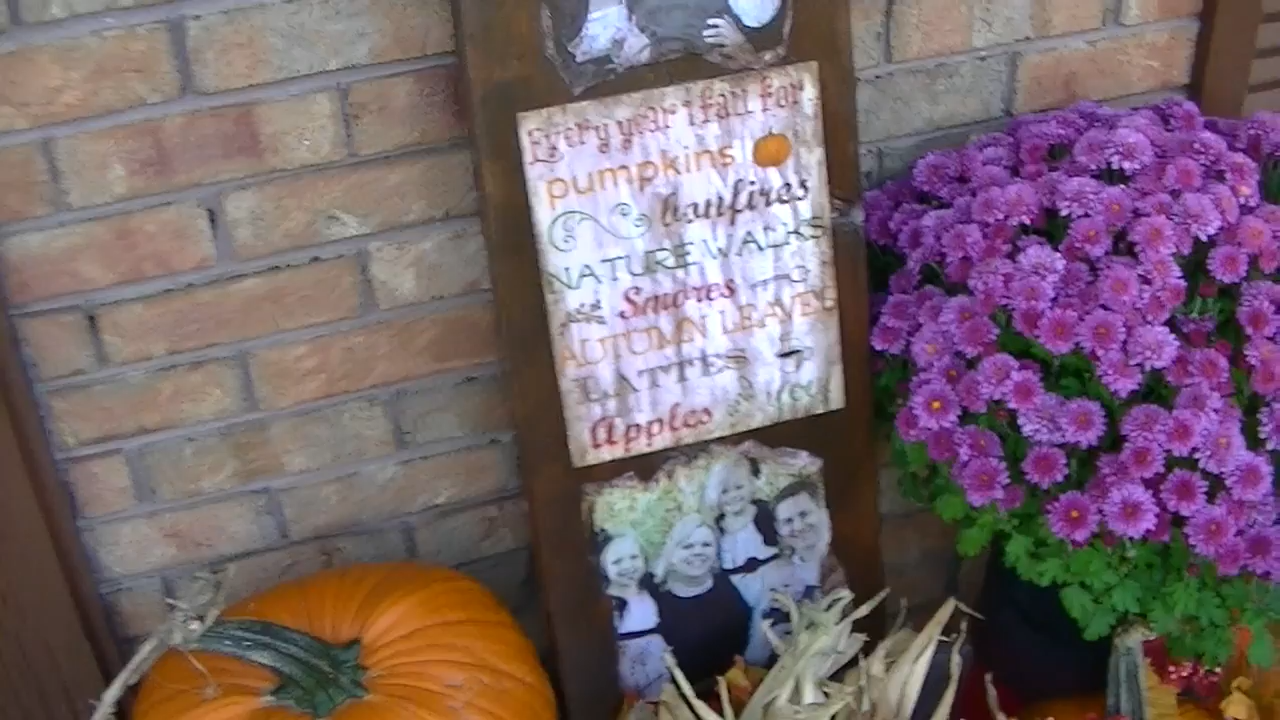 Every year i fall for
pumpkins
bonfires
NATURE WALKS
Smores
AUTUMN LEAVES
LATTES
Apples